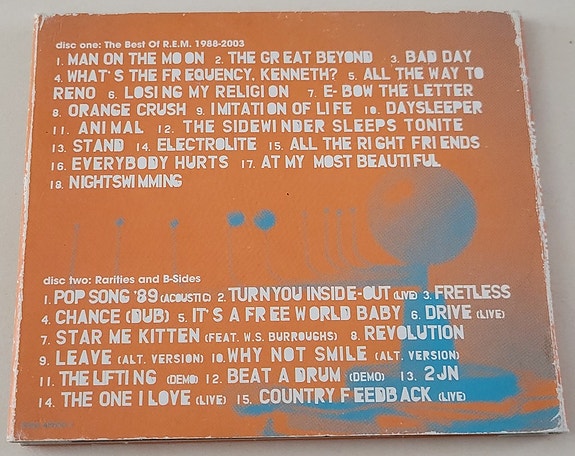 disc one: The Best Of R.E.M. 1988-2003
1. MAN ON THE MOON 2. THE GREAT BEYOND 3. BAD DAY
4. WHAT'S THE FREQUENCY, KENNETH? 5. ALL THE WAY TO
RENO 6. LOSING MY RELIGION 7. E-BOW THE LETTER
8. ORANGE CRUSH 9. IMITATION OF LIFE 10. DAYSLEEPER
11. ANIMAL 12. THE SIDEWINDER SLEEPS TONITE
13. STAND 14. ELECTROLITE 15. ALL THE RIGHT FRIENDS
16. EVERYBODY HURTS 17. AT MY MOST BEAUTIFUL
18. NIGHTSWIMMING
disc two: Rarities and B-Sides
1. POP SONG '89 (ACOUSTIC) 2. TURN YOU INSIDE-OUT (LIVE) 3. FRETLESS
4. CHANCE (DUB) 5. IT'S A FREE WORLD BABY 6. DRIVE (LIVE)
7. STAR ME KITTEN (FEAT. W.S. BURROUGHS) 8. REVOLUTION
9. LEAVE (ALT. VERSION) 10. WHY NOT SMILE (ALT. VERSION)
11. THE LIFTING (DEMO) 12. BEAT A DRUM (DEMO) 13. 2JN
14. THE ONE I LOVE (LIVE) 15. COUNTRY FEEDBACK (LIVE)